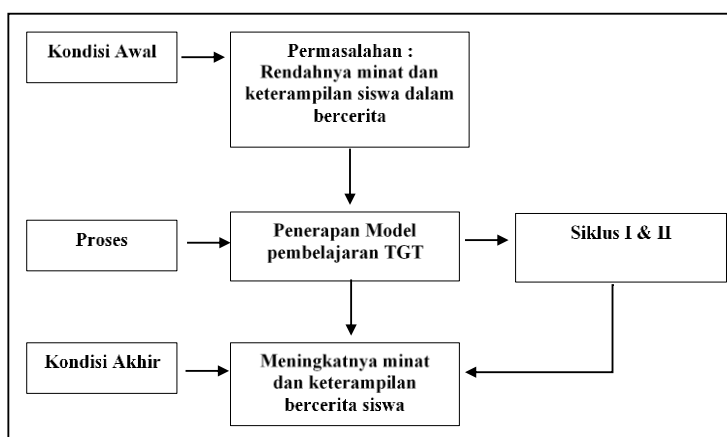 Kondisi Awal
Permasalahan :
Rendahnya minat dan
keterampilan siswa dalam
bercerita
Proses
Penerapan Model
pembelajaran TGT
Siklus I & II
Kondisi Akhir
Meningkatnya minat
dan keterampilan
bercerita siswa